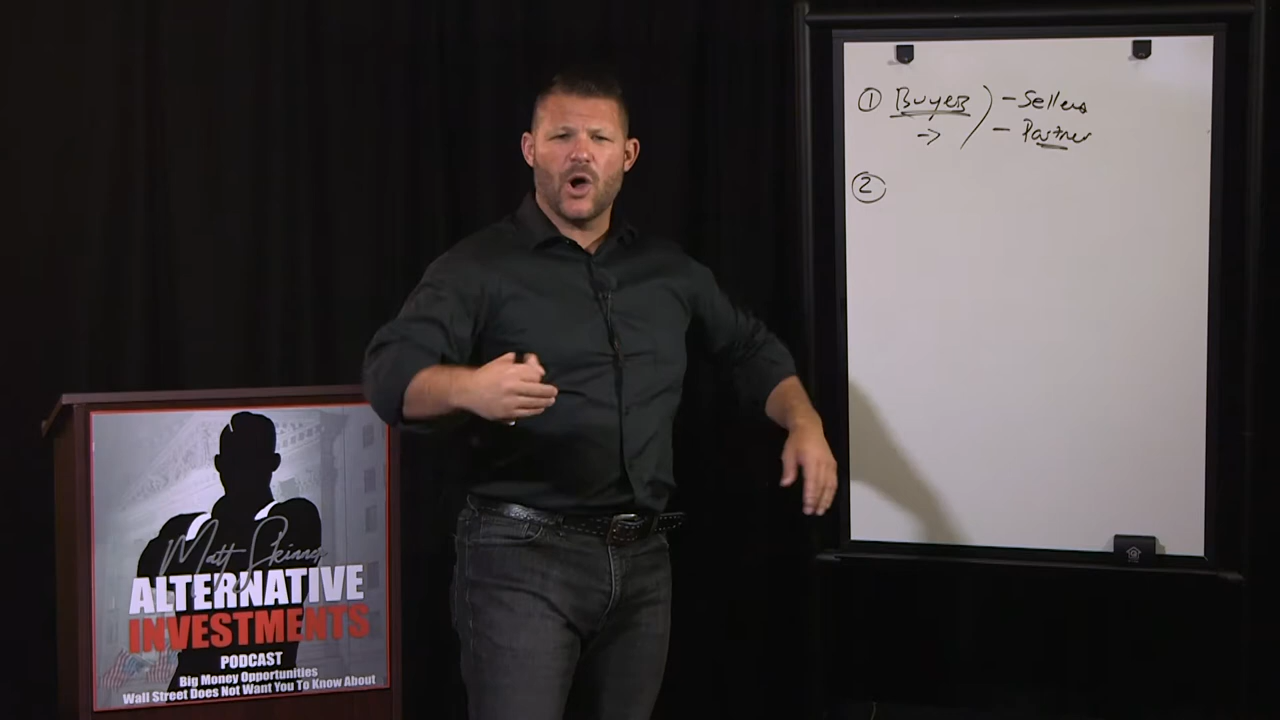 ① Buyers - Sellers
→ - Partner
②
Matt Skinner
ALTERNATIVE
INVESTMENTS
PODCAST
Big Money Opportunities
Wall Street Does Not Want You To Know About